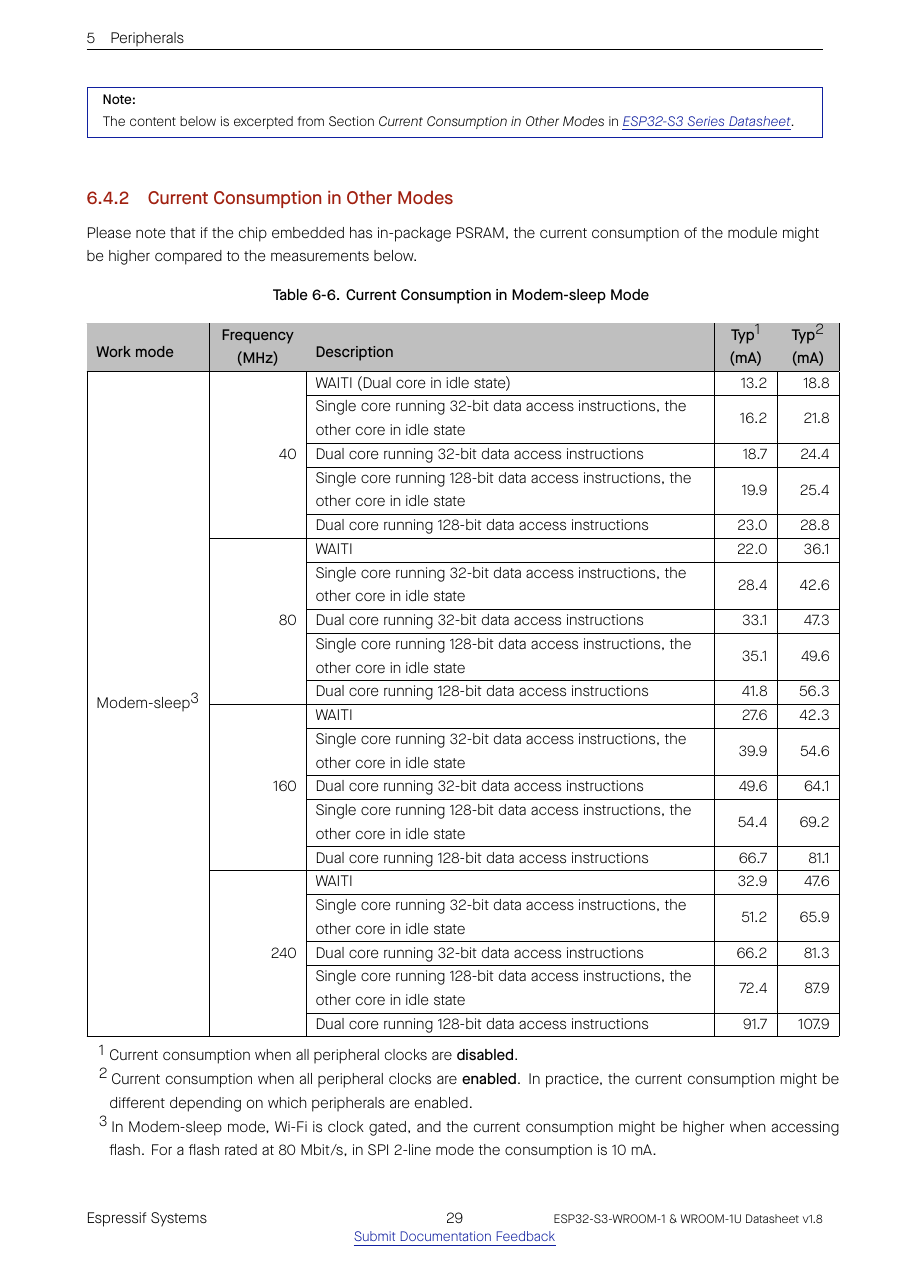 5 Peripherals
Note:
The content below is excerpted from Section Current Consumption in Other Modes in ESP32-S3 Series Datasheet.
6.4.2 Current Consumption in Other Modes
Please note that if the chip embedded has in-package PSRAM, the current consumption of the module might
be higher compared to the measurements below.
Table 6-6. Current Consumption in Modem-sleep Mode
Work mode Frequency (MHz) Description Typ1 (mA) Typ2 (mA)
Modem-sleep3
40
WAITI (Dual core in idle state) 13.2 18.8
Single core running 32-bit data access instructions, the
other core in idle state 16.2 21.8
Dual core running 32-bit data access instructions 18.7 24.4
Single core running 128-bit data access instructions, the
other core in idle state 19.9 25.4
Dual core running 128-bit data access instructions 23.0 28.8
80
WAITI 22.0 36.1
Single core running 32-bit data access instructions, the
other core in idle state 28.4 42.6
Dual core running 32-bit data access instructions 33.1 47.3
Single core running 128-bit data access instructions, the
other core in idle state 35.1 49.6
Dual core running 128-bit data access instructions 41.8 56.3
160
WAITI 27.6 42.3
Single core running 32-bit data access instructions, the
other core in idle state 39.9 54.6
Dual core running 32-bit data access instructions 49.6 64.1
Single core running 128-bit data access instructions, the
other core in idle state 54.4 69.2
Dual core running 128-bit data access instructions 66.7 81.1
240
WAITI 32.9 47.6
Single core running 32-bit data access instructions, the
other core in idle state 51.2 65.9
Dual core running 32-bit data access instructions 66.2 81.3
Single core running 128-bit data access instructions, the
other core in idle state 72.4 87.9
Dual core running 128-bit data access instructions 91.7 107.9
1 Current consumption when all peripheral clocks are disabled.
2 Current consumption when all peripheral clocks are enabled. In practice, the current consumption might be
different depending on which peripherals are enabled.
3 In Modem-sleep mode, Wi-Fi is clock gated, and the current consumption might be higher when accessing
flash. For a flash rated at 80 Mbit/s, in SPI 2-line mode the consumption is 10 mA.
Espressif Systems 29 ESP32-S3-WROOM-1 & WROOM-1U Datasheet v1.8
Submit Documentation Feedback